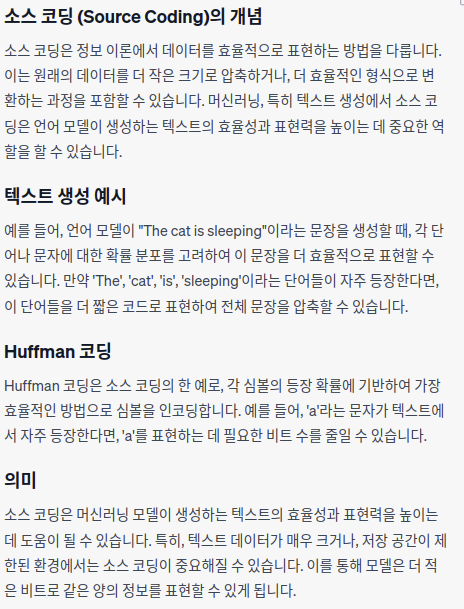 소스 코딩 (Source Coding)의 개념
소스 코딩은 정보 이론에서 데이터를 효율적으로 표현하는 방법을 다룹니다.
이는 원래의 데이터를 더 작은 크기로 압축하거나, 더 효율적인 형식으로 변
환하는 과정을 포함할 수 있습니다. 머신러닝, 특히 텍스트 생성에서 소스 코
딩은 언어 모델이 생성하는 텍스트의 효율성과 표현력을 높이는 데 중요한 역
할을 할 수 있습니다.
텍스트 생성 예시
예를 들어, 언어 모델이 "The cat is sleeping"이라는 문장을 생성할 때, 각 단
어나 문자에 대한 확률 분포를 고려하여 이 문장을 더 효율적으로 표현할 수
있습니다. 만약 'The', 'cat', 'is', 'sleeping'이라는 단어들이 자주 등장한다면,
이 단어들을 더 짧은 코드로 표현하여 전체 문장을 압축할 수 있습니다.
Huffman 코딩
Huffman 코딩은 소스 코딩의 한 예로, 각 심볼의 등장 확률에 기반하여 가장
효율적인 방법으로 심볼을 인코딩합니다. 예를 들어, 'a'라는 문자가 텍스트에
서 자주 등장한다면, 'a'를 표현하는 데 필요한 비트 수를 줄일 수 있습니다.
의미
소스 코딩은 머신러닝 모델이 생성하는 텍스트의 효율성과 표현력을 높이는
데 도움이 될 수 있습니다. 특히, 텍스트 데이터가 매우 크거나, 저장 공간이 제
한된 환경에서는 소스 코딩이 중요해질 수 있습니다. 이를 통해 모델은 더 적
은 비트로 같은 양의 정보를 표현할 수 있게 됩니다.